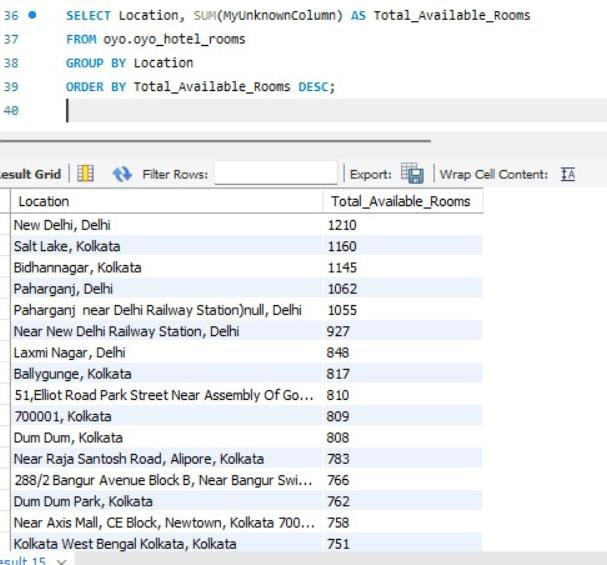 36 SELECT Location, SUM(MyUnknownColumn) AS Total_Available_Rooms
37 FROM oyo.oyo_hotel_rooms
38 GROUP BY Location
39 ORDER BY Total_Available_Rooms DESC;
40
esult Grid Filter Rows: Export: Wrap Cell Content: IA
Location Total_Available_Rooms
New Delhi, Delhi 1210
Salt Lake, Kolkata 1160
Bidhannagar, Kolkata 1145
Paharganj, Delhi 1062
Paharganj near Delhi Railway Station)null, Delhi 1055
Near New Delhi Railway Station, Delhi 927
Laxmi Nagar, Delhi 848
Ballygunge, Kolkata 817
51,Elliot Road Park Street Near Assembly Of Go... 810
700001, Kolkata 809
Dum Dum, Kolkata 808
Near Raja Santosh Road, Alipore, Kolkata 783
288/2 Bangur Avenue Block B, Near Bangur Swi... 766
Dum Dum Park, Kolkata 762
Near Axis Mall, CE Block, Newtown, Kolkata 700... 758
Kolkata West Bengal Kolkata, Kolkata 751
esult 15